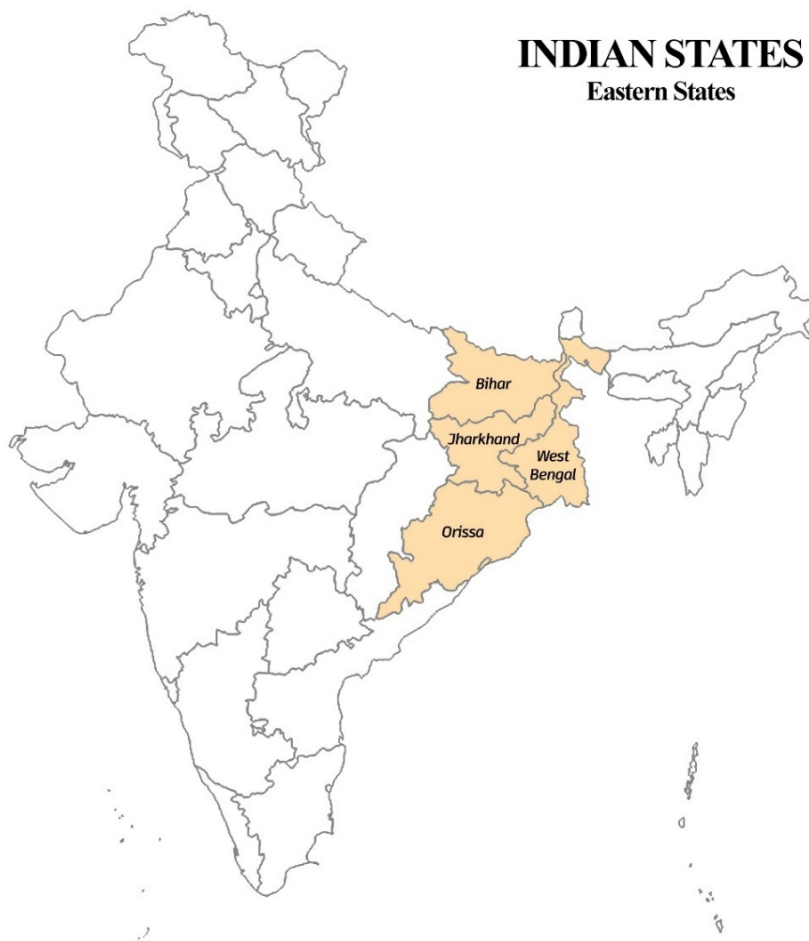 INDIAN STATES
Eastern States
Bihar
Jharkhand
West
Bengal
Orissa